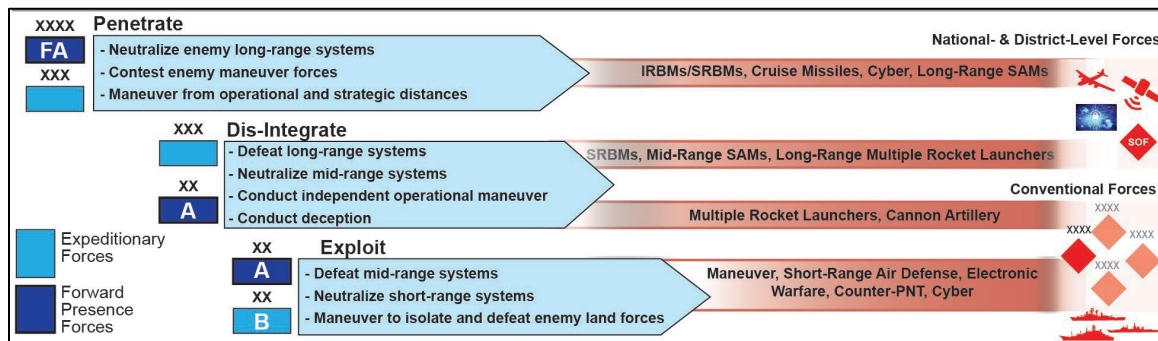 XXXX
Penetrate
FA
- Neutralize enemy long-range systems
- Contest enemy maneuver forces
- Maneuver from operational and strategic distances
XXX
National- & District-Level Forces
IRBMs/SRBMs, Cruise Missiles, Cyber, Long-Range SAMs
XXX
Dis-Integrate
- Defeat long-range systems
- Neutralize mid-range systems
- Conduct independent operational maneuver
- Conduct deception
XX
A
SRBMs, Mid-Range SAMs, Long-Range Multiple Rocket Launchers
SOF
Conventional Forces
Multiple Rocket Launchers, Cannon Artillery
XXXX
XXXX
XXXX
XXXX
Expeditionary
Forces
Forward
Presence
Forces
XX
Exploit
A
- Defeat mid-range systems
- Neutralize short-range systems
- Maneuver to isolate and defeat enemy land forces
XX
B
Maneuver, Short-Range Air Defense, Electronic
Warfare, Counter-PNT, Cyber